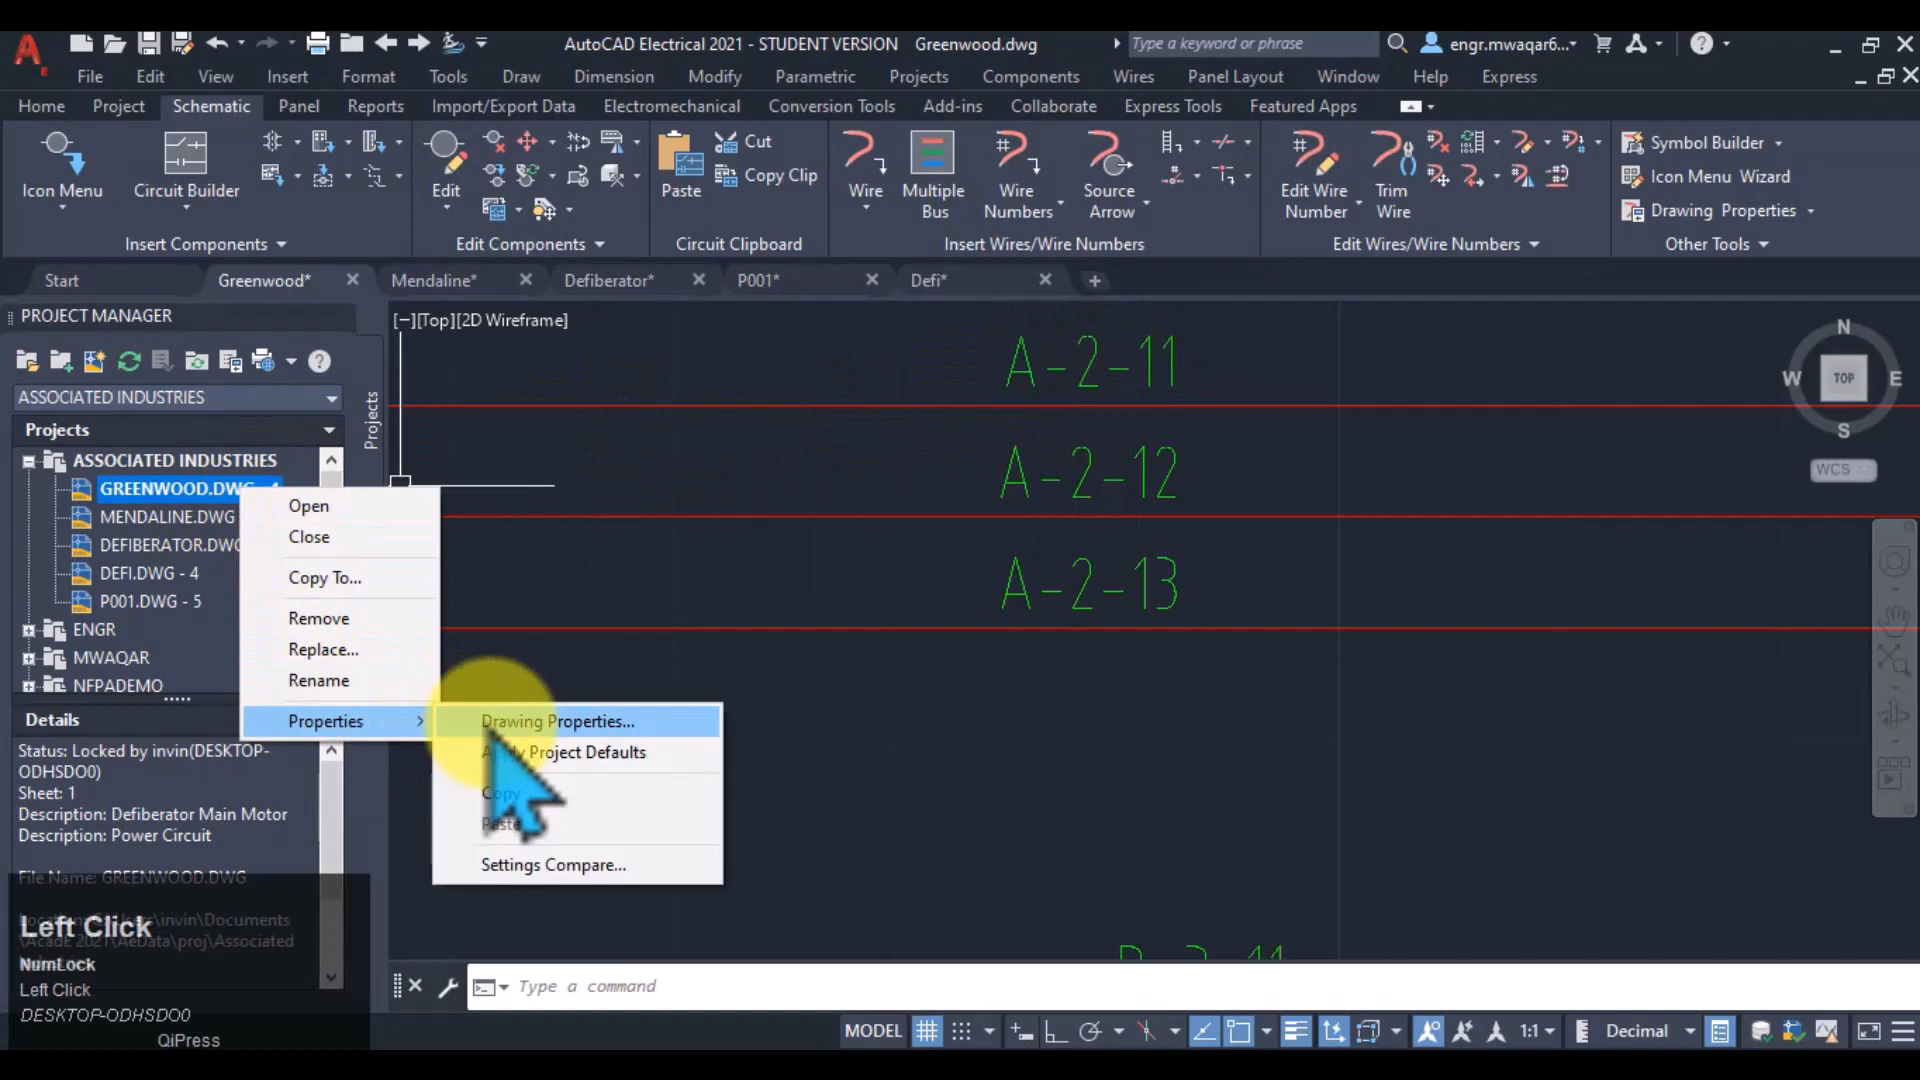 AutoCAD Electrical 2021 - STUDENT VERSION Greenwood.dwg
Type a keyword or phrase
engr.mwaqar6...
File Edit View Insert Format Tools Draw Dimension Modify Parametric Projects Components Wires Panel Layout Window Help Express
Home Project Schematic Panel Reports Import/Export Data Electromechanical Conversion Tools Add-ins Collaborate Express Tools Featured Apps
Icon Menu
Circuit Builder
Insert Components
Edit
Edit Components
Paste
Cut
Copy Clip
Circuit Clipboard
Wire
Multiple
Bus
Wire
Numbers
Source
Arrow
Insert Wires/Wire Numbers
Edit Wire
Number
Trim
Wire
Edit Wires/Wire Numbers
Symbol Builder
Icon Menu Wizard
Drawing Properties
Other Tools
Start Greenwood* Mendaline* Defiberator* P001* Defi*
PROJECT MANAGER
ASSOCIATED INDUSTRIES
Projects
Projects
ASSOCIATED INDUSTRIES
GREENWOOD.DWG
MENDALINE.DWG
DEFIBERATOR.DWG
DEFI.DWG - 4
P001.DWG - 5
ENGR
MWAQAR
NFPADEMO
Details
Status: Locked by invin(DESKTOP-
ODHSDO0)
Sheet: 1
Description: Defiberator Main Motor
Description: Power Circuit
File Name: GREENWOOD.DWG
\AcadE 2021\AeData\proj\Associated
Left Click
NumLock
Left Click
DESKTOP-ODHSDO0
QiPress
Open
Close
Copy To...
Remove
Replace...
Rename
Properties
Drawing Properties...
Apply Project Defaults
Copy
Paste
Settings Compare...
[−][Top][2D Wireframe]
A-2-11
A-2-12
A-2-13
N
W TOP E
S
WCS
Type a command
MODEL
1:1
Decimal